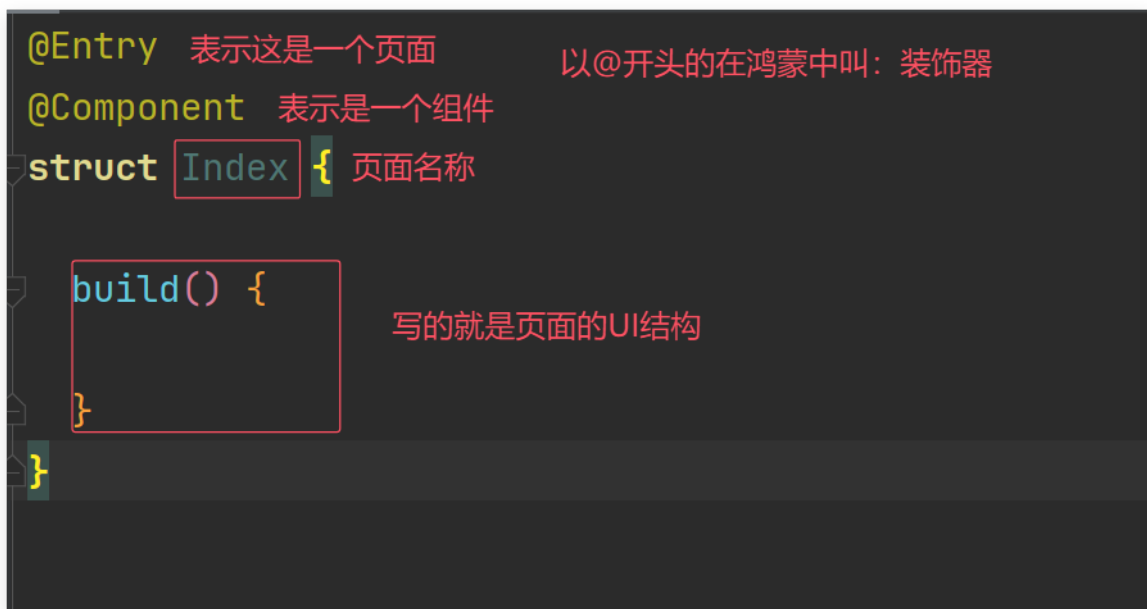 @Entry 表示这是一个页面 以@开头的在鸿蒙中叫：装饰器
@Component 表示是一个组件
struct Index { 页面名称
build() {
写的就是页面的UI结构
}
}